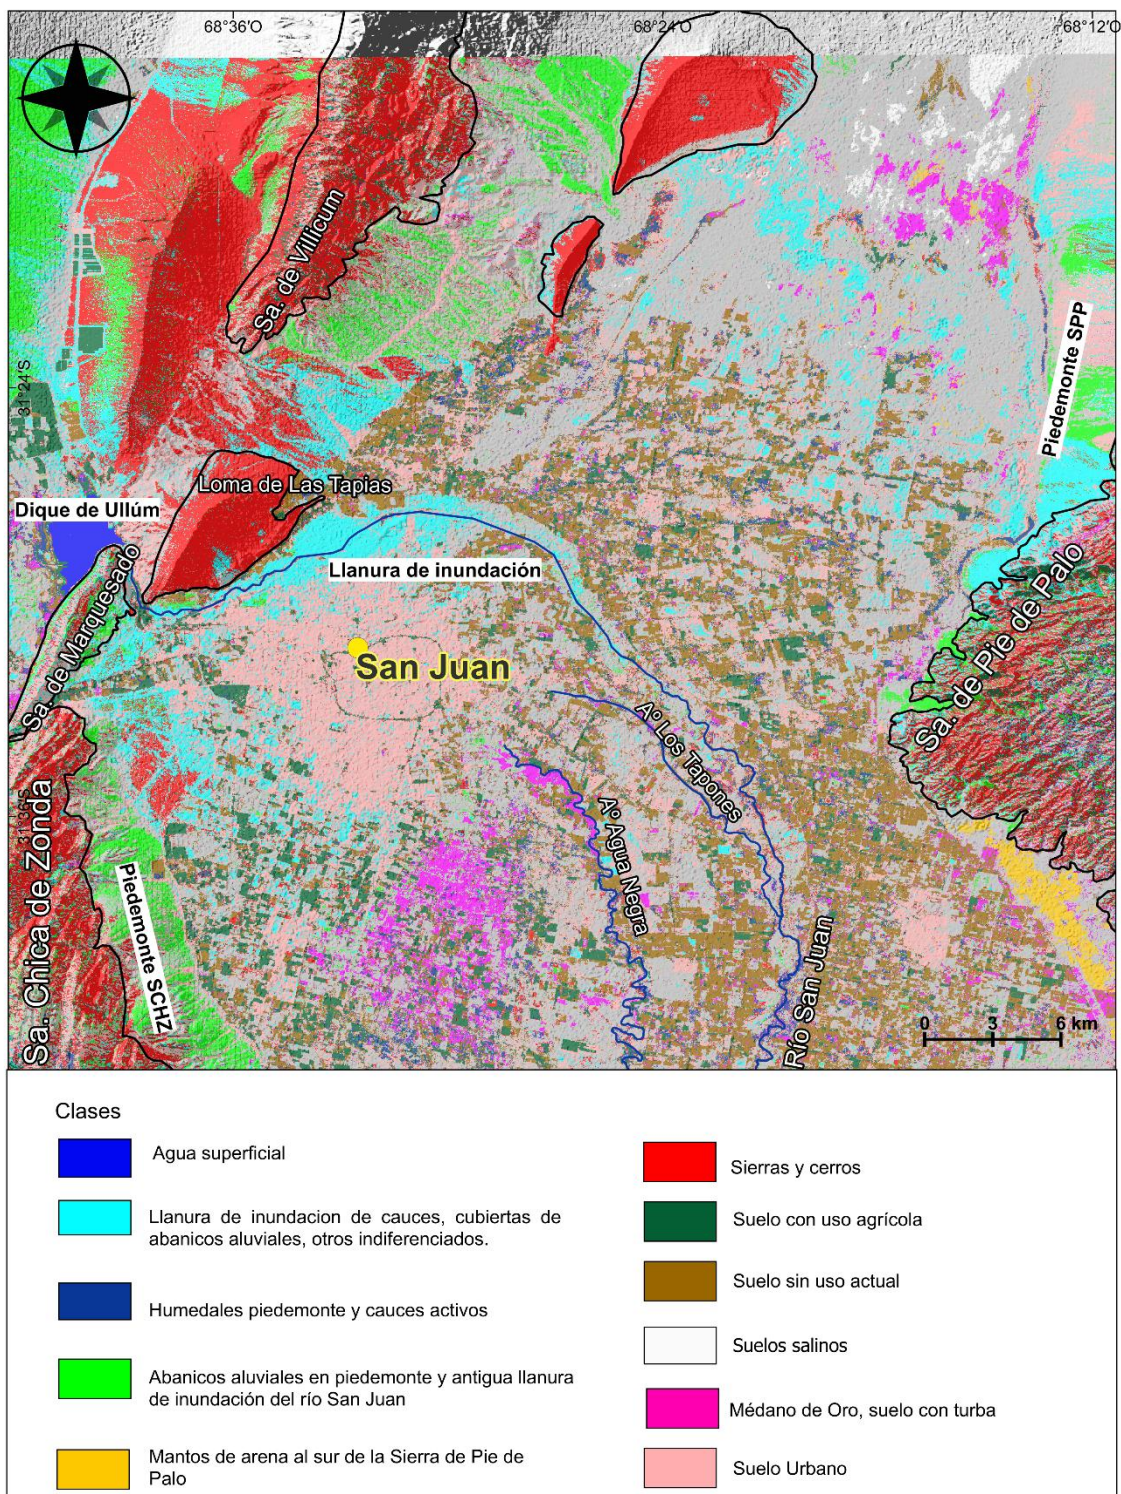 68°36'O
68°24'O
68°12'O
Sa. de Villicum
31°24'S
Piedemonte SPP
Loma de Las Tapias
Dique de Ullúm
Llanura de inundación
Sa. de Marquesado
Sa. de Pie de Palo
San Juan
Aº Los Tapones
31°36'S
Sa. Chica de Zonda
Aº Agua Negra
Piedemonte SCHZ
Río San Juan
0 3 6 km
Clases
Agua superficial
Llanura de inundacion de cauces, cubiertas de
abanicos aluviales, otros indiferenciados.
Humedales piedemonte y cauces activos
Abanicos aluviales en piedemonte y antigua llanura
de inundación del río San Juan
Mantos de arena al sur de la Sierra de Pie de
Palo
Sierras y cerros
Suelo con uso agrícola
Suelo sin uso actual
Suelos salinos
Médano de Oro, suelo con turba
Suelo Urbano